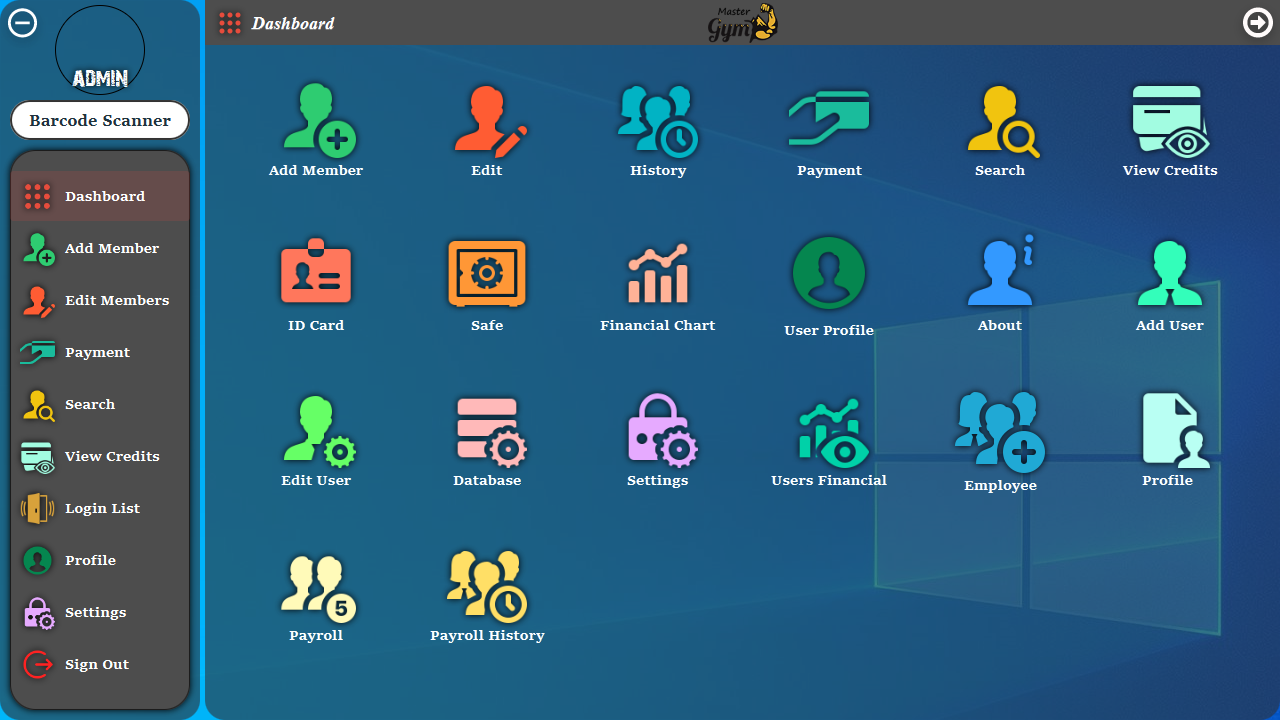 ADMIN
Barcode Scanner
Dashboard
Add Member
Edit Members
Payment
Search
View Credits
Login List
Profile
Settings
Sign Out
Dashboard
Master
Gym
Add Member
Edit
History
Payment
Search
View Credits
ID Card
Safe
Financial Chart
User Profile
About
Add User
Edit User
Database
Settings
Users Financial
Employee
Profile
5
Payroll
Payroll History